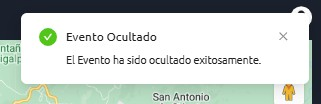 Evento Ocultado
El Evento ha sido ocultado exitosamente.
San Antonio